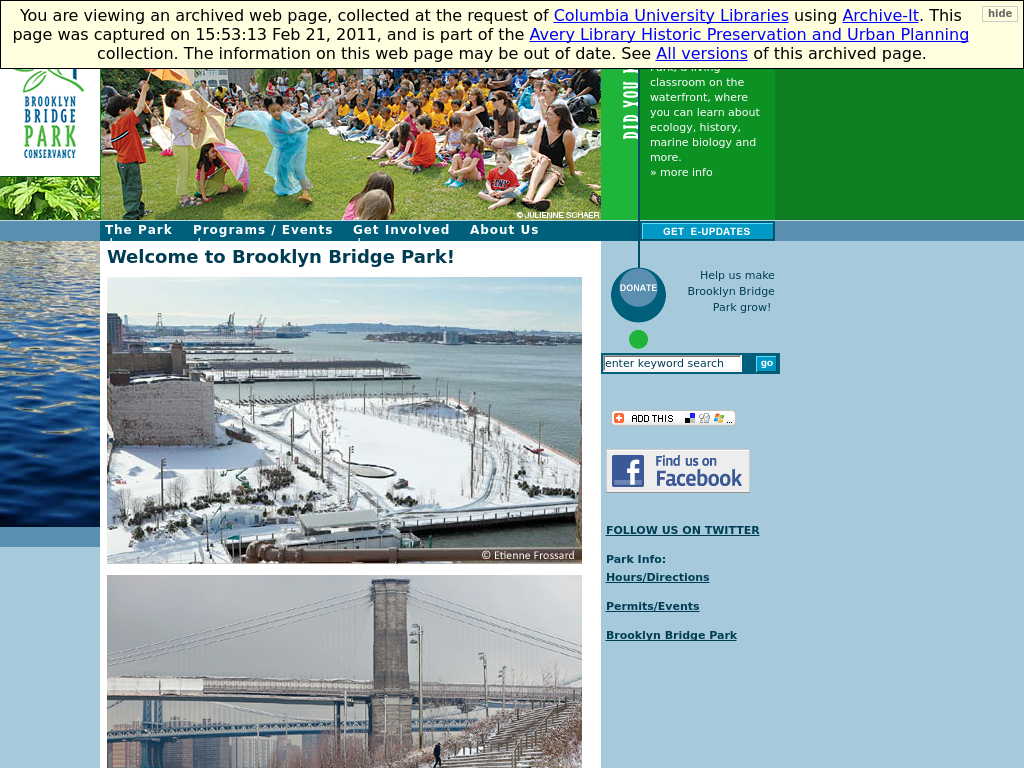 You are viewing an archived web page, collected at the request of Columbia University Libraries using Archive-It. This
page was captured on 15:53:13 Feb 21, 2011, and is part of the Avery Library Historic Preservation and Urban Planning
collection. The information on this web page may be out of date. See All versions of this archived page.
hide
BROOKLYN
BRIDGE
PARK
CONSERVANCY
© JULIENNE SCHAER
DID YOU
classroom on the
waterfront, where
you can learn about
ecology, history,
marine biology and
more.
» more info
The Park
Programs / Events
Get Involved
About Us
GET E-UPDATES
Welcome to Brooklyn Bridge Park!
© Etienne Frossard
DONATE
Help us make
Brooklyn Bridge
Park grow!
enter keyword search
go
ADD THIS
...
Find us on
Facebook
FOLLOW US ON TWITTER
Park Info:
Hours/Directions
Permits/Events
Brooklyn Bridge Park